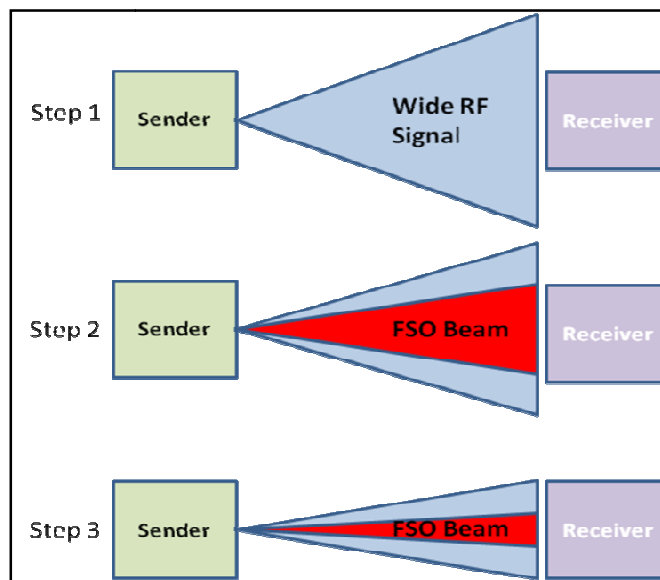 Step 1
Sender
Wide RF
Signal
Receiver
Step 2
Sender
FSO Beam
Receiver
Step 3
Sender
FSO Beam
Receiver